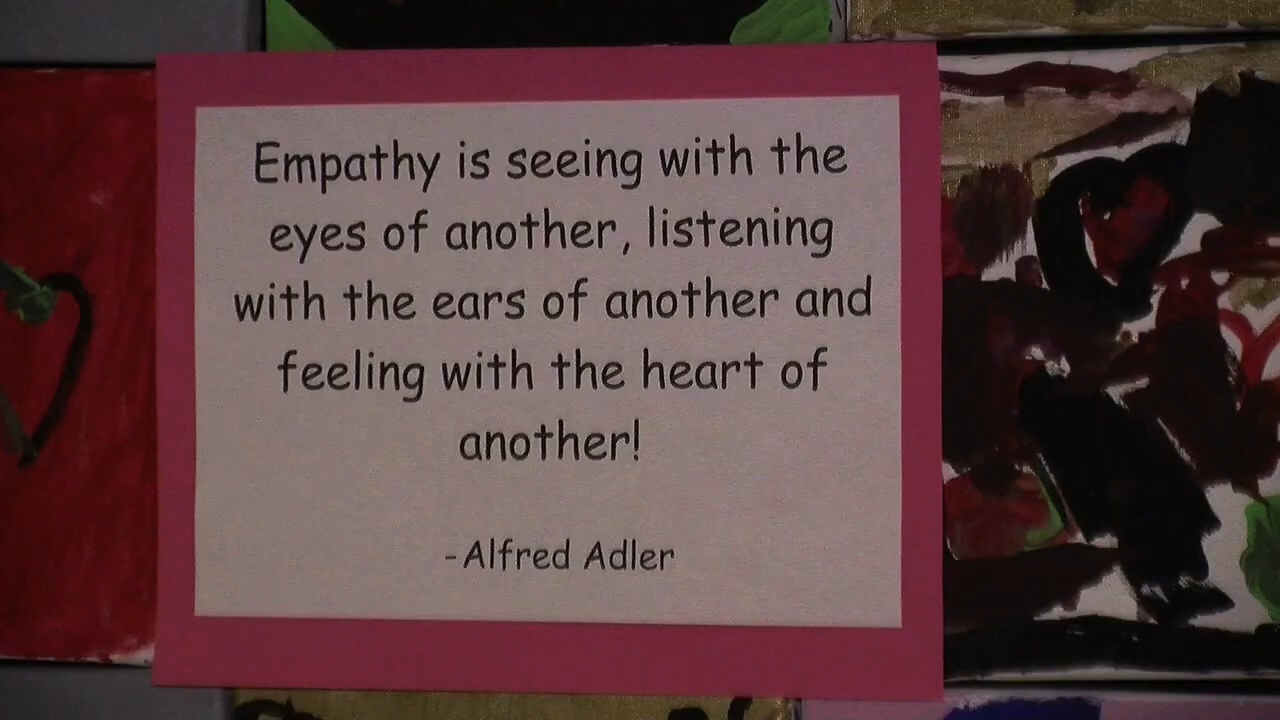 Empathy is seeing with the
eyes of another, listening
with the ears of another and
feeling with the heart of
another!
-Alfred Adler